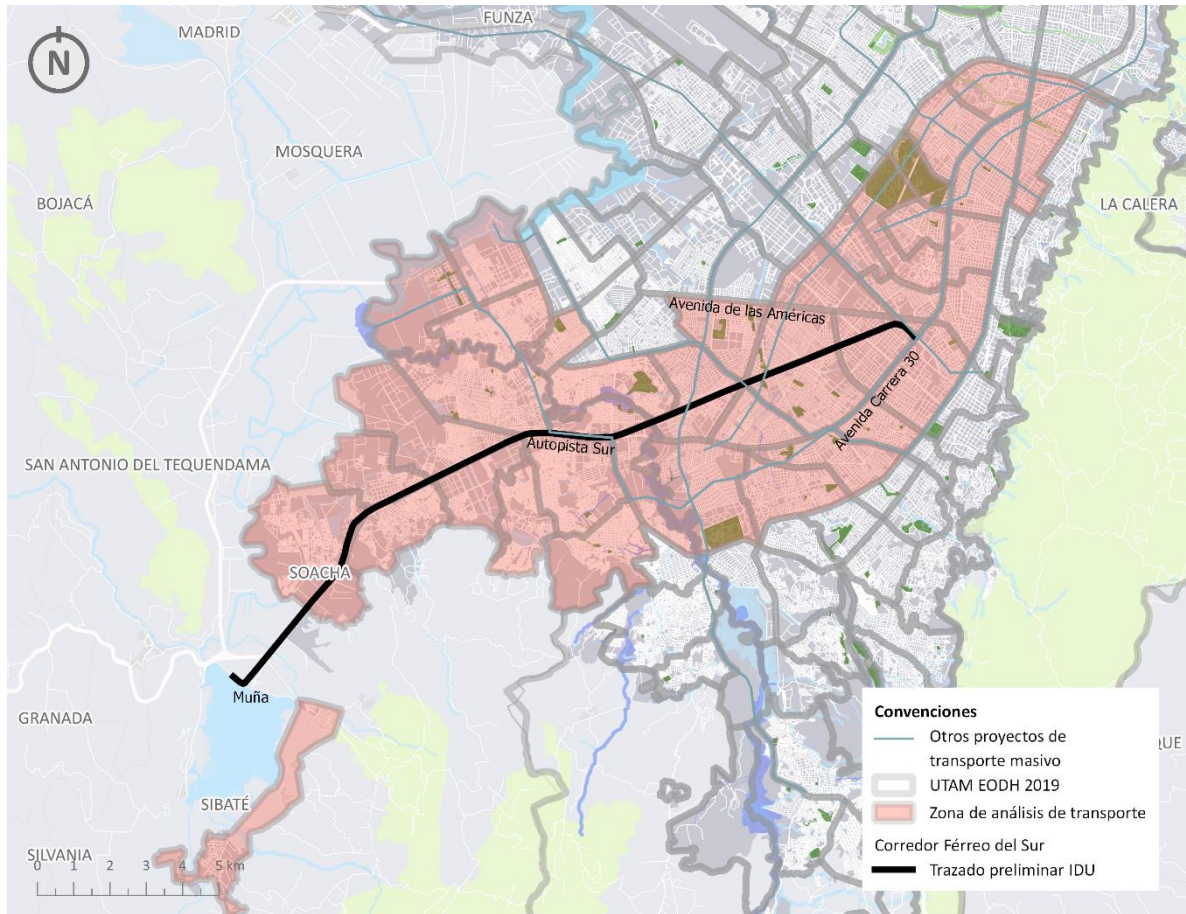 MADRID
FUNZA
N
MOSQUERA
BOJACÁ
LA CALERA
Avenida de las Américas
Avenida Carrera 30
Autopista Sur
SAN ANTONIO DEL TEQUENDAMA
SOACHA
Muña
GRANADA
SIBATÉ
SILVANIA
0 1 2 3 4 5 km
Convenciones
Otros proyectos de
transporte masivo
UTAM EODH 2019
Zona de análisis de transporte
Corredor Férreo del Sur
Trazado preliminar IDU
QUE